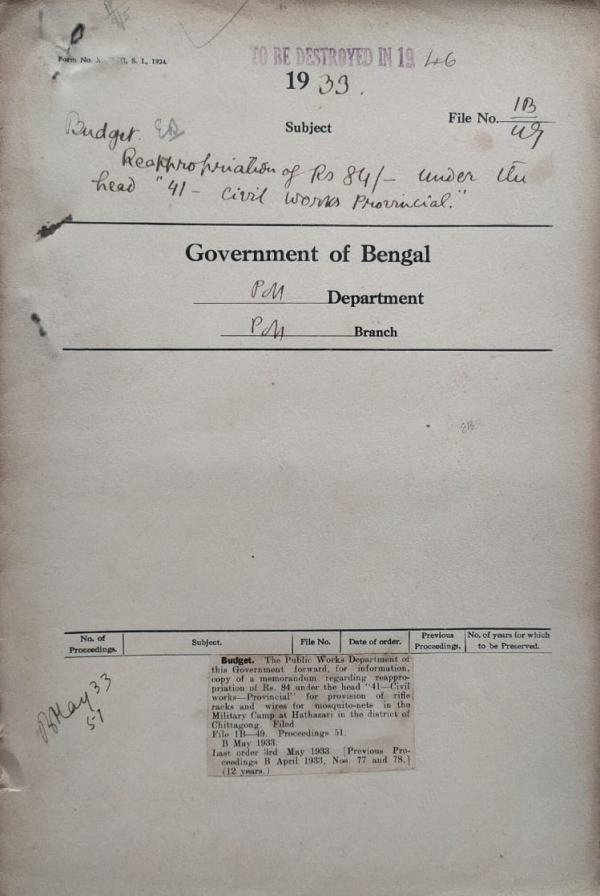 Form No.
II, S. I., 1924
TO BE DESTROYED IN 19 46
1933.
File No. 1B/49
Budget.
Subject
Reappropriation of Rs 84/- under the
head "41- Civil Works Provincial."
Government of Bengal
Poll Department
Poll Branch
No. of Proceedings.
Subject.
File No.
Date of order.
Previous Proceedings.
No. of years for which to be Preserved.
Budget. The Public Works Department of
this Government forward, for information,
copy of a memorandum regarding reappro-
priation of Rs. 84 under the head "41—Civil
works—Provincial" for provision of rifle
racks and wires for mosquito-nets in the
Military Camp at Hathazari in the district of
Chittagong. Filed.
File 1B—49. Proceedings 51.
B May 1933.
Last order 3rd May 1933. [Previous Pro-
ceedings B April 1933, Nos. 77 and 78.]
(12 years.)
B May 33
51